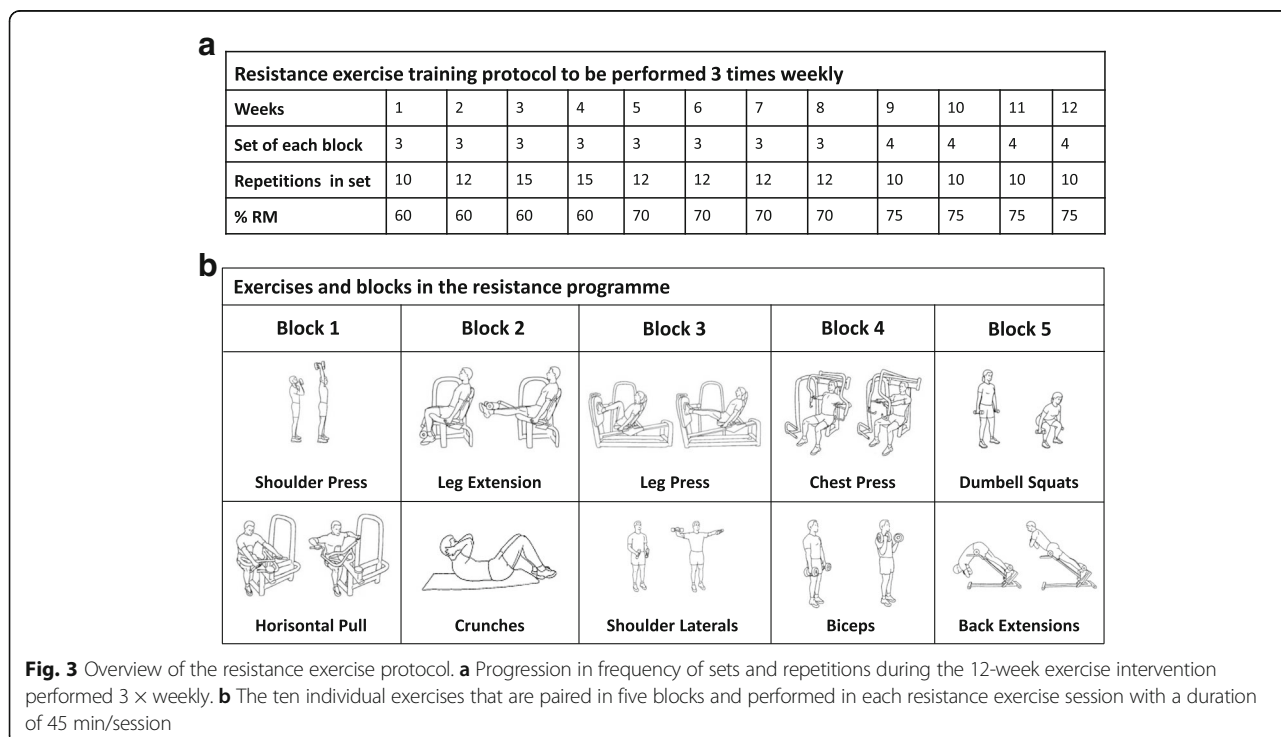 a
Resistance exercise training protocol to be performed 3 times weekly
Weeks 1 2 3 4 5 6 7 8 9 10 11 12
Set of each block 3 3 3 3 3 3 3 3 4 4 4 4
Repetitions in set 10 12 15 15 12 12 12 12 10 10 10 10
% RM 60 60 60 60 70 70 70 70 75 75 75 75
b
Exercises and blocks in the resistance programme
Block 1 Block 2 Block 3 Block 4 Block 5
Shoulder Press Leg Extension Leg Press Chest Press Dumbell Squats
Horisontal Pull Crunches Shoulder Laterals Biceps Back Extensions
Fig. 3 Overview of the resistance exercise protocol. a Progression in frequency of sets and repetitions during the 12-week exercise intervention
performed 3 × weekly. b The ten individual exercises that are paired in five blocks and performed in each resistance exercise session with a duration
of 45 min/session